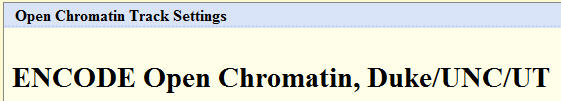 Open Chromatin Track Settings
ENCODE Open Chromatin, Duke/UNC/UT